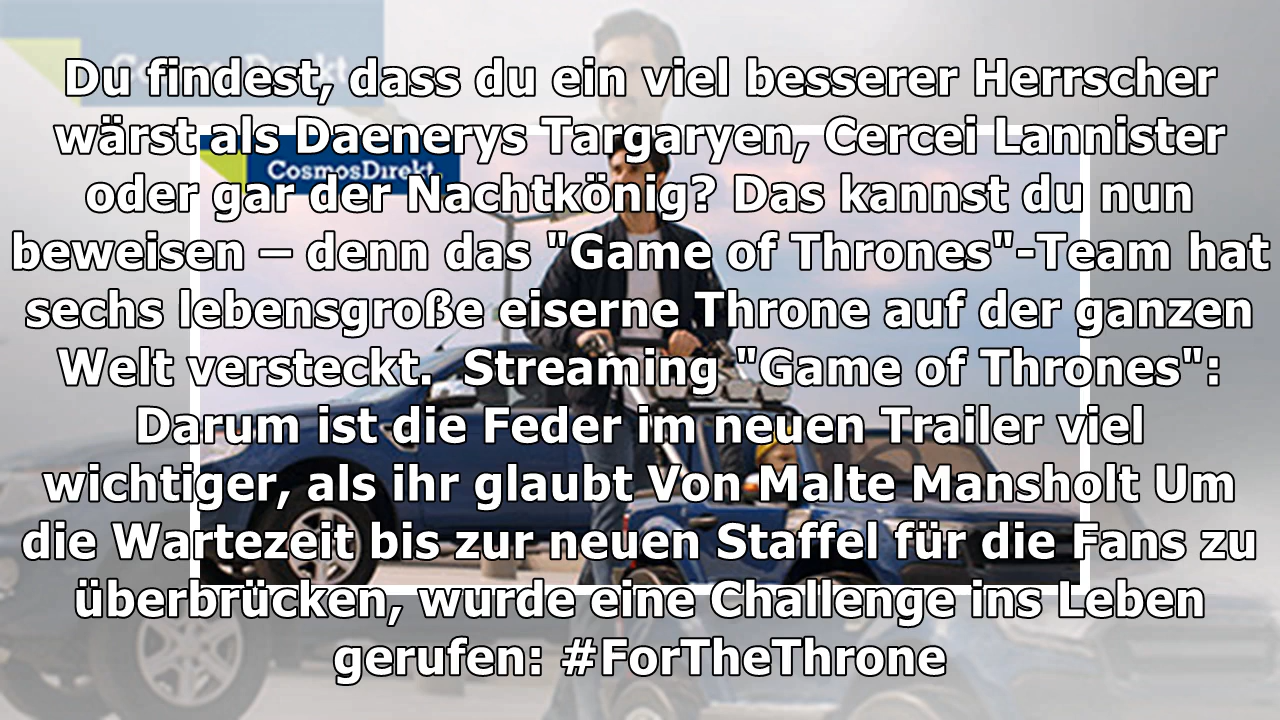 Du findest, dass du ein viel besserer Herrscher
wärst als Daenerys Targaryen, Cercei Lannister
oder gar der Nachtkönig? Das kannst du nun
beweisen – denn das "Game of Thrones"-Team hat
sechs lebensgroße eiserne Throne auf der ganzen
Welt versteckt.  Streaming "Game of Thrones":
Darum ist die Feder im neuen Trailer viel
wichtiger, als ihr glaubt Von Malte Mansholt Um
die Wartezeit bis zur neuen Staffel für die Fans zu
überbrücken, wurde eine Challenge ins Leben
gerufen: #ForTheThrone
CosmosDirekt
CosmosDirekt